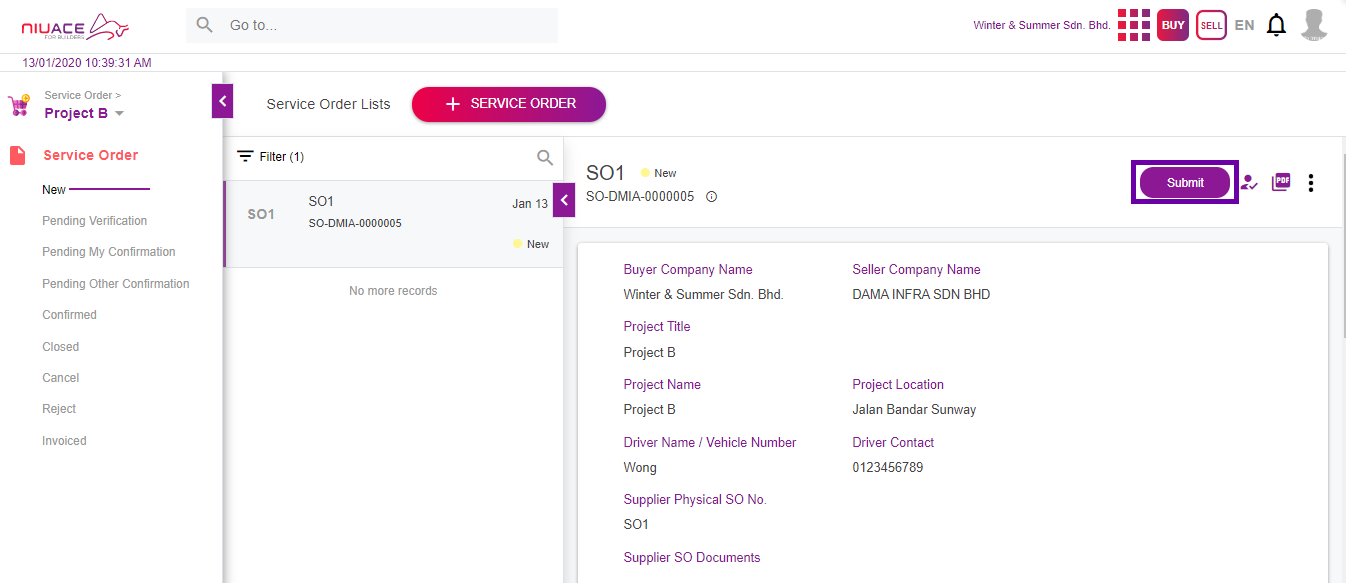 NIUACE
FOR BUILDERS
Go to...
Winter & Summer Sdn. Bhd.
BUY
SELL
EN
13/01/2020 10:39:31 AM
Service Order >
Project B
Service Order
New
Pending Verification
Pending My Confirmation
Pending Other Confirmation
Confirmed
Closed
Cancel
Reject
Invoiced
Service Order Lists
+ SERVICE ORDER
Filter (1)
SO1
SO1
SO-DMIA-0000005
Jan 13
New
No more records
SO1
New
SO-DMIA-0000005
Submit
PDF
Buyer Company Name
Seller Company Name
Winter & Summer Sdn. Bhd.
DAMA INFRA SDN BHD
Project Title
Project B
Project Name
Project Location
Project B
Jalan Bandar Sunway
Driver Name / Vehicle Number
Driver Contact
Wong
0123456789
Supplier Physical SO No.
SO1
Supplier SO Documents